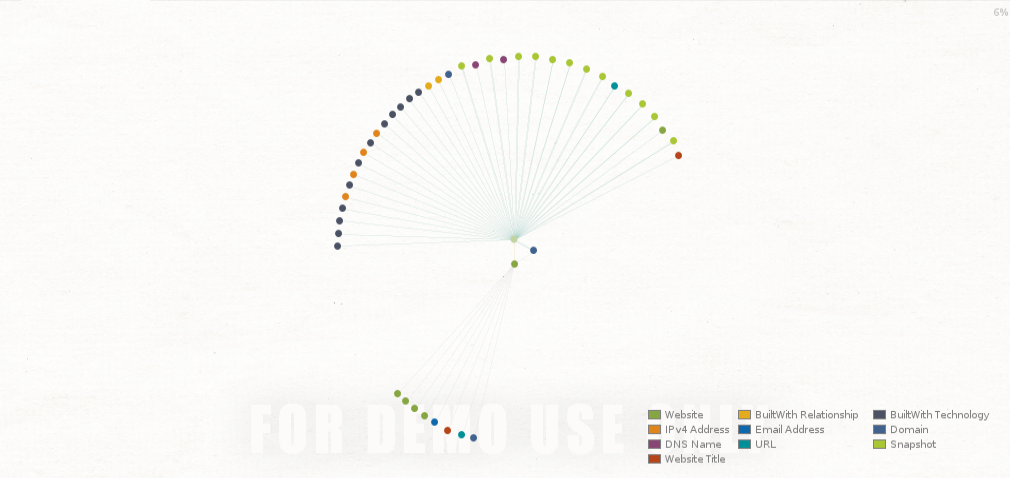 6%
FOR DEMO USE ONLY
Website
BuiltWith Relationship
BuiltWith Technology
IPv4 Address
Email Address
Domain
DNS Name
URL
Snapshot
Website Title